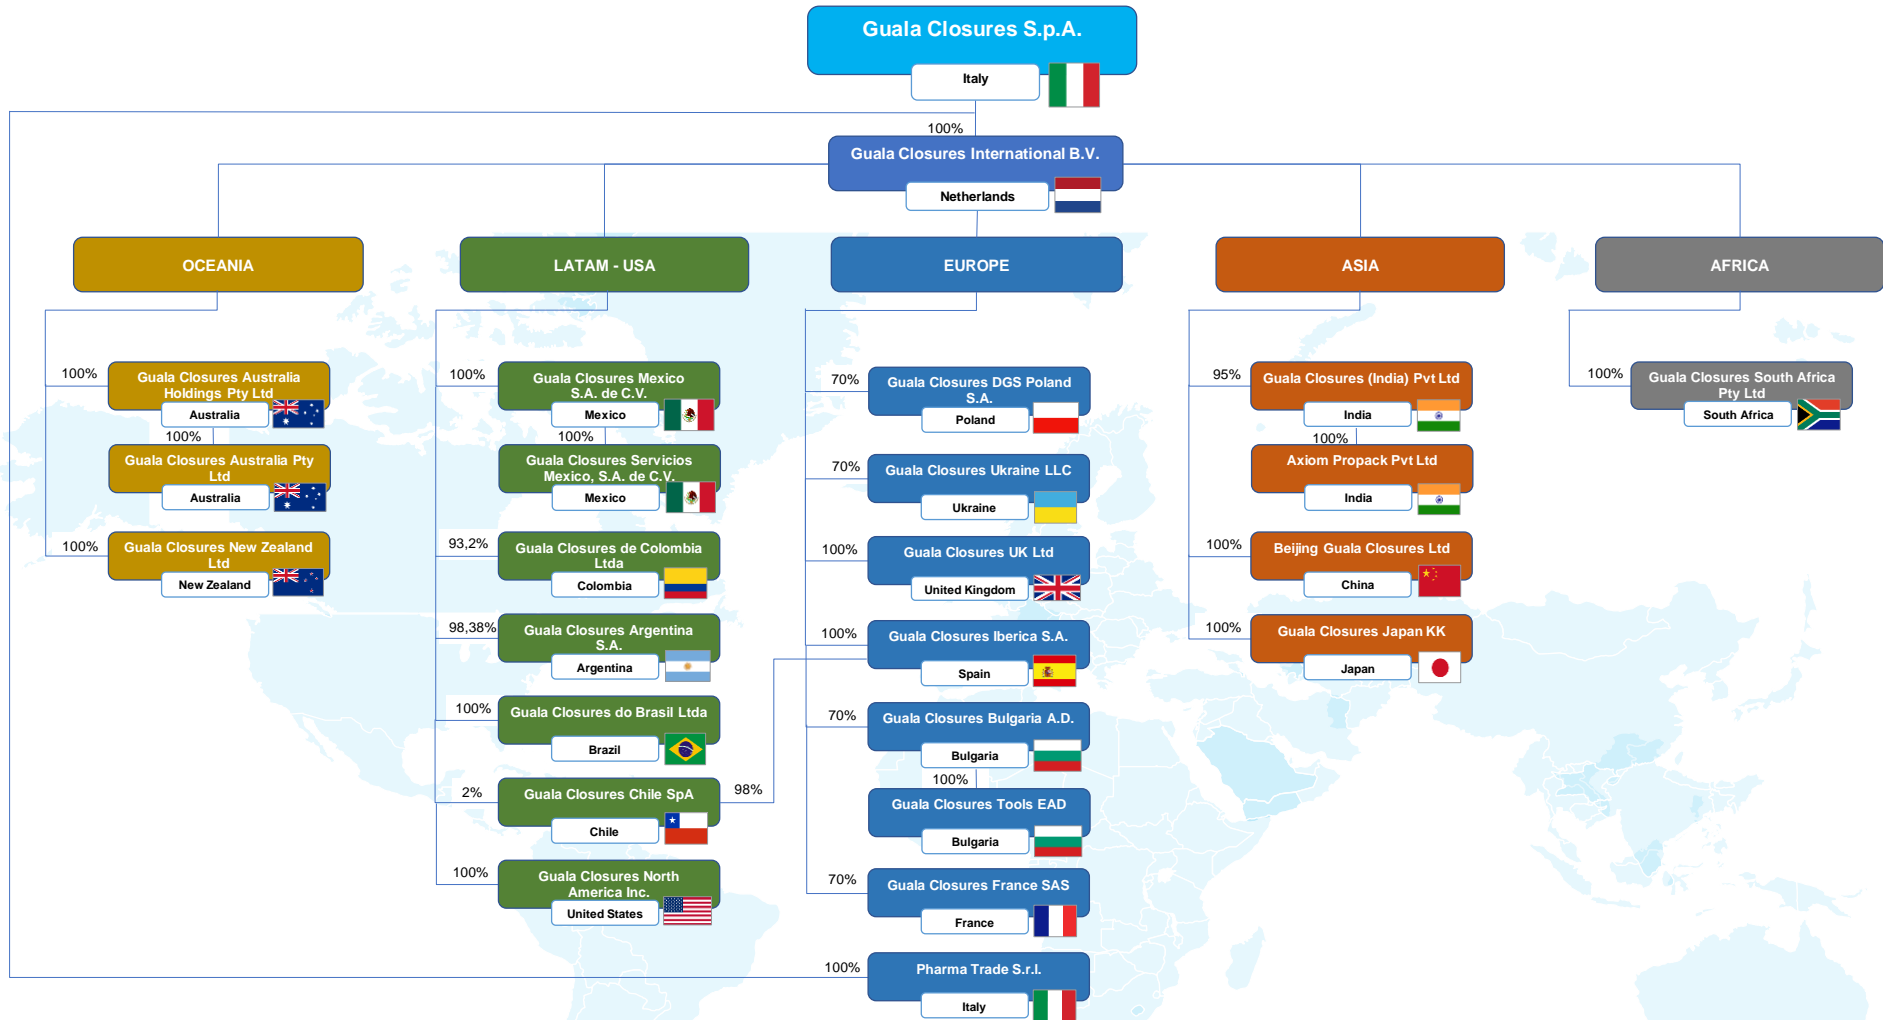 Guala Closures S.p.A.
Italy
100%
Guala Closures International B.V.
Netherlands
OCEANIA
LATAM - USA
EUROPE
ASIA
AFRICA
100%
Guala Closures Australia
Holdings Pty Ltd
Australia
100%
Guala Closures Australia Pty
Ltd
Australia
100%
Guala Closures New Zealand
Ltd
New Zealand
100%
Guala Closures Mexico
S.A. de C.V.
Mexico
100%
Guala Closures Servicios
Mexico, S.A. de C.V.
Mexico
93,2%
Guala Closures de Colombia
Ltda
Colombia
98,38%
Guala Closures Argentina
S.A.
Argentina
100%
Guala Closures do Brasil Ltda
Brazil
2%
Guala Closures Chile SpA
98%
Chile
100%
Guala Closures North
America Inc.
United States
70%
Guala Closures DGS Poland
S.A.
Poland
70%
Guala Closures Ukraine LLC
Ukraine
100%
Guala Closures UK Ltd
United Kingdom
100%
Guala Closures Iberica S.A.
Spain
70%
Guala Closures Bulgaria A.D.
Bulgaria
100%
Guala Closures Tools EAD
Bulgaria
70%
Guala Closures France SAS
France
100%
Pharma Trade S.r.l.
Italy
95%
Guala Closures (India) Pvt Ltd
India
100%
Axiom Propack Pvt Ltd
India
100%
Beijing Guala Closures Ltd
China
100%
Guala Closures Japan KK
Japan
100%
Guala Closures South Africa
Pty Ltd
South Africa